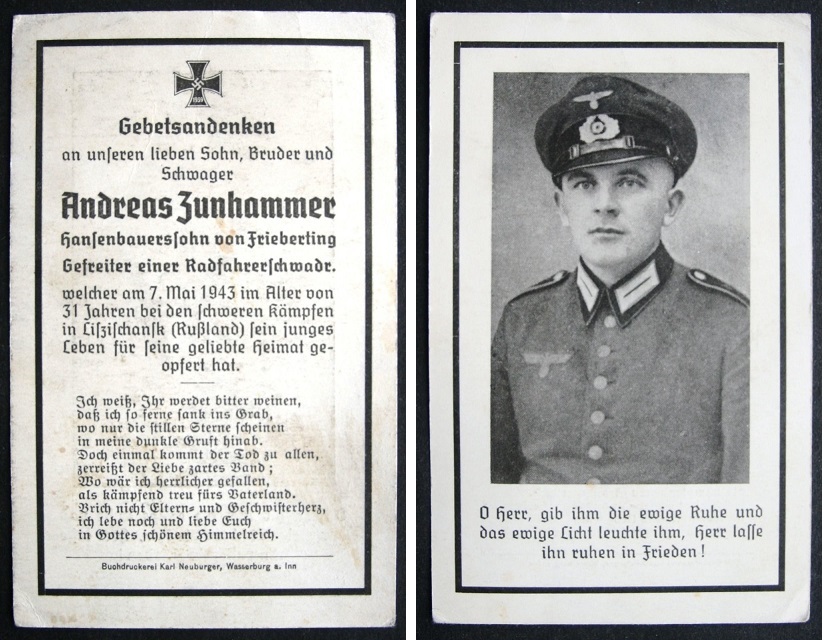 1939
Gebetsandenken
an unseren lieben Sohn, Bruder und
Schwager
Andreas Zunhammer
Hansenbauerssohn von Frieberting
Gefreiter einer Radfahrerschwadr.
welcher am 7. Mai 1943 im Alter von
31 Jahren bei den schweren Kämpfen
in Liszischansk (Rußland) sein junges
Leben für seine geliebte Heimat ge-
opfert hat.
Ich weiß, Ihr werdet bitter weinen,
daß ich so ferne sank ins Grab,
wo nur die stillen Sterne scheinen
in meine dunkle Gruft hinab.
Doch einmal kommt der Tod zu allen,
zerreißt der Liebe zartes Band;
Wo wär ich herrlicher gefallen,
als kämpfend treu fürs Vaterland.
Brich nicht Eltern- und Geschwisterherz,
ich lebe noch und liebe Euch
in Gottes schönem Himmelreich.
Buchdruckerei Karl Neuburger, Wasserburg a. Inn
O Herr, gib ihm die ewige Ruhe und
das ewige Licht leuchte ihm, Herr lasse
ihn ruhen in Frieden!